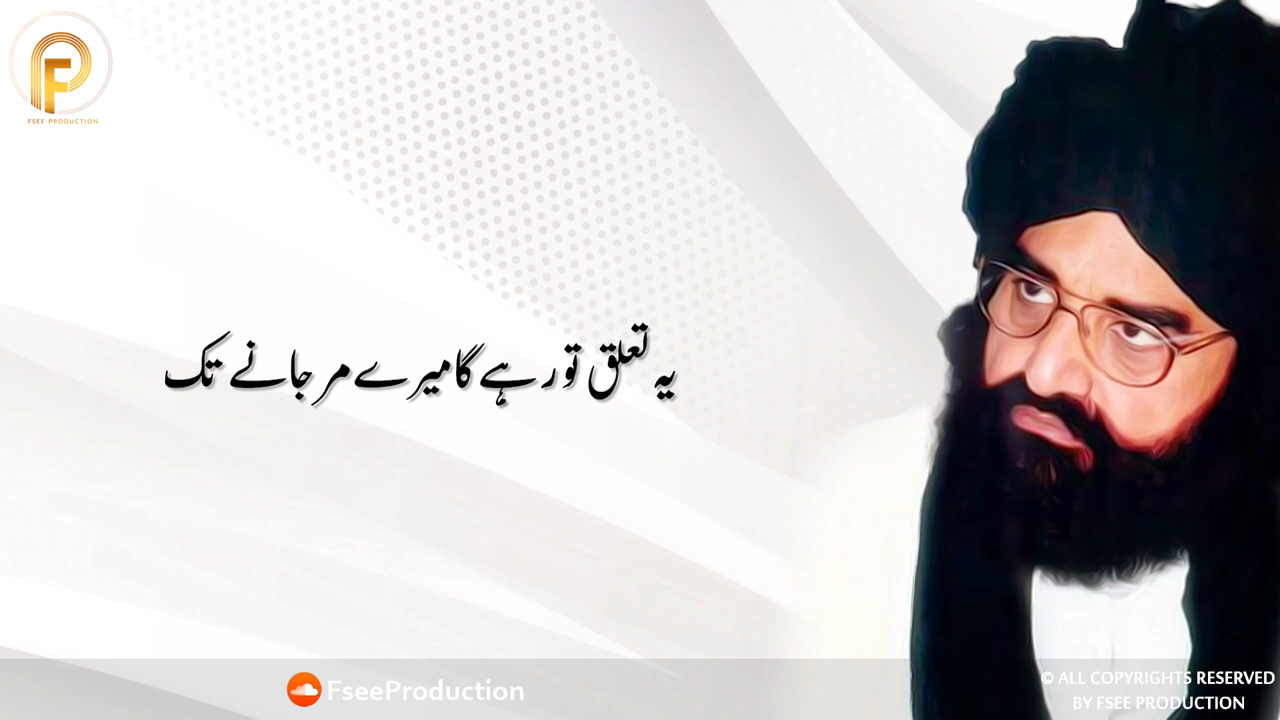 FSEE PRODUCTION
یہ تعلق تو رہے گا میرے مر جانے تک
FseeProduction
© ALL COPYRIGHTS RESERVED
BY FSEE PRODUCTION